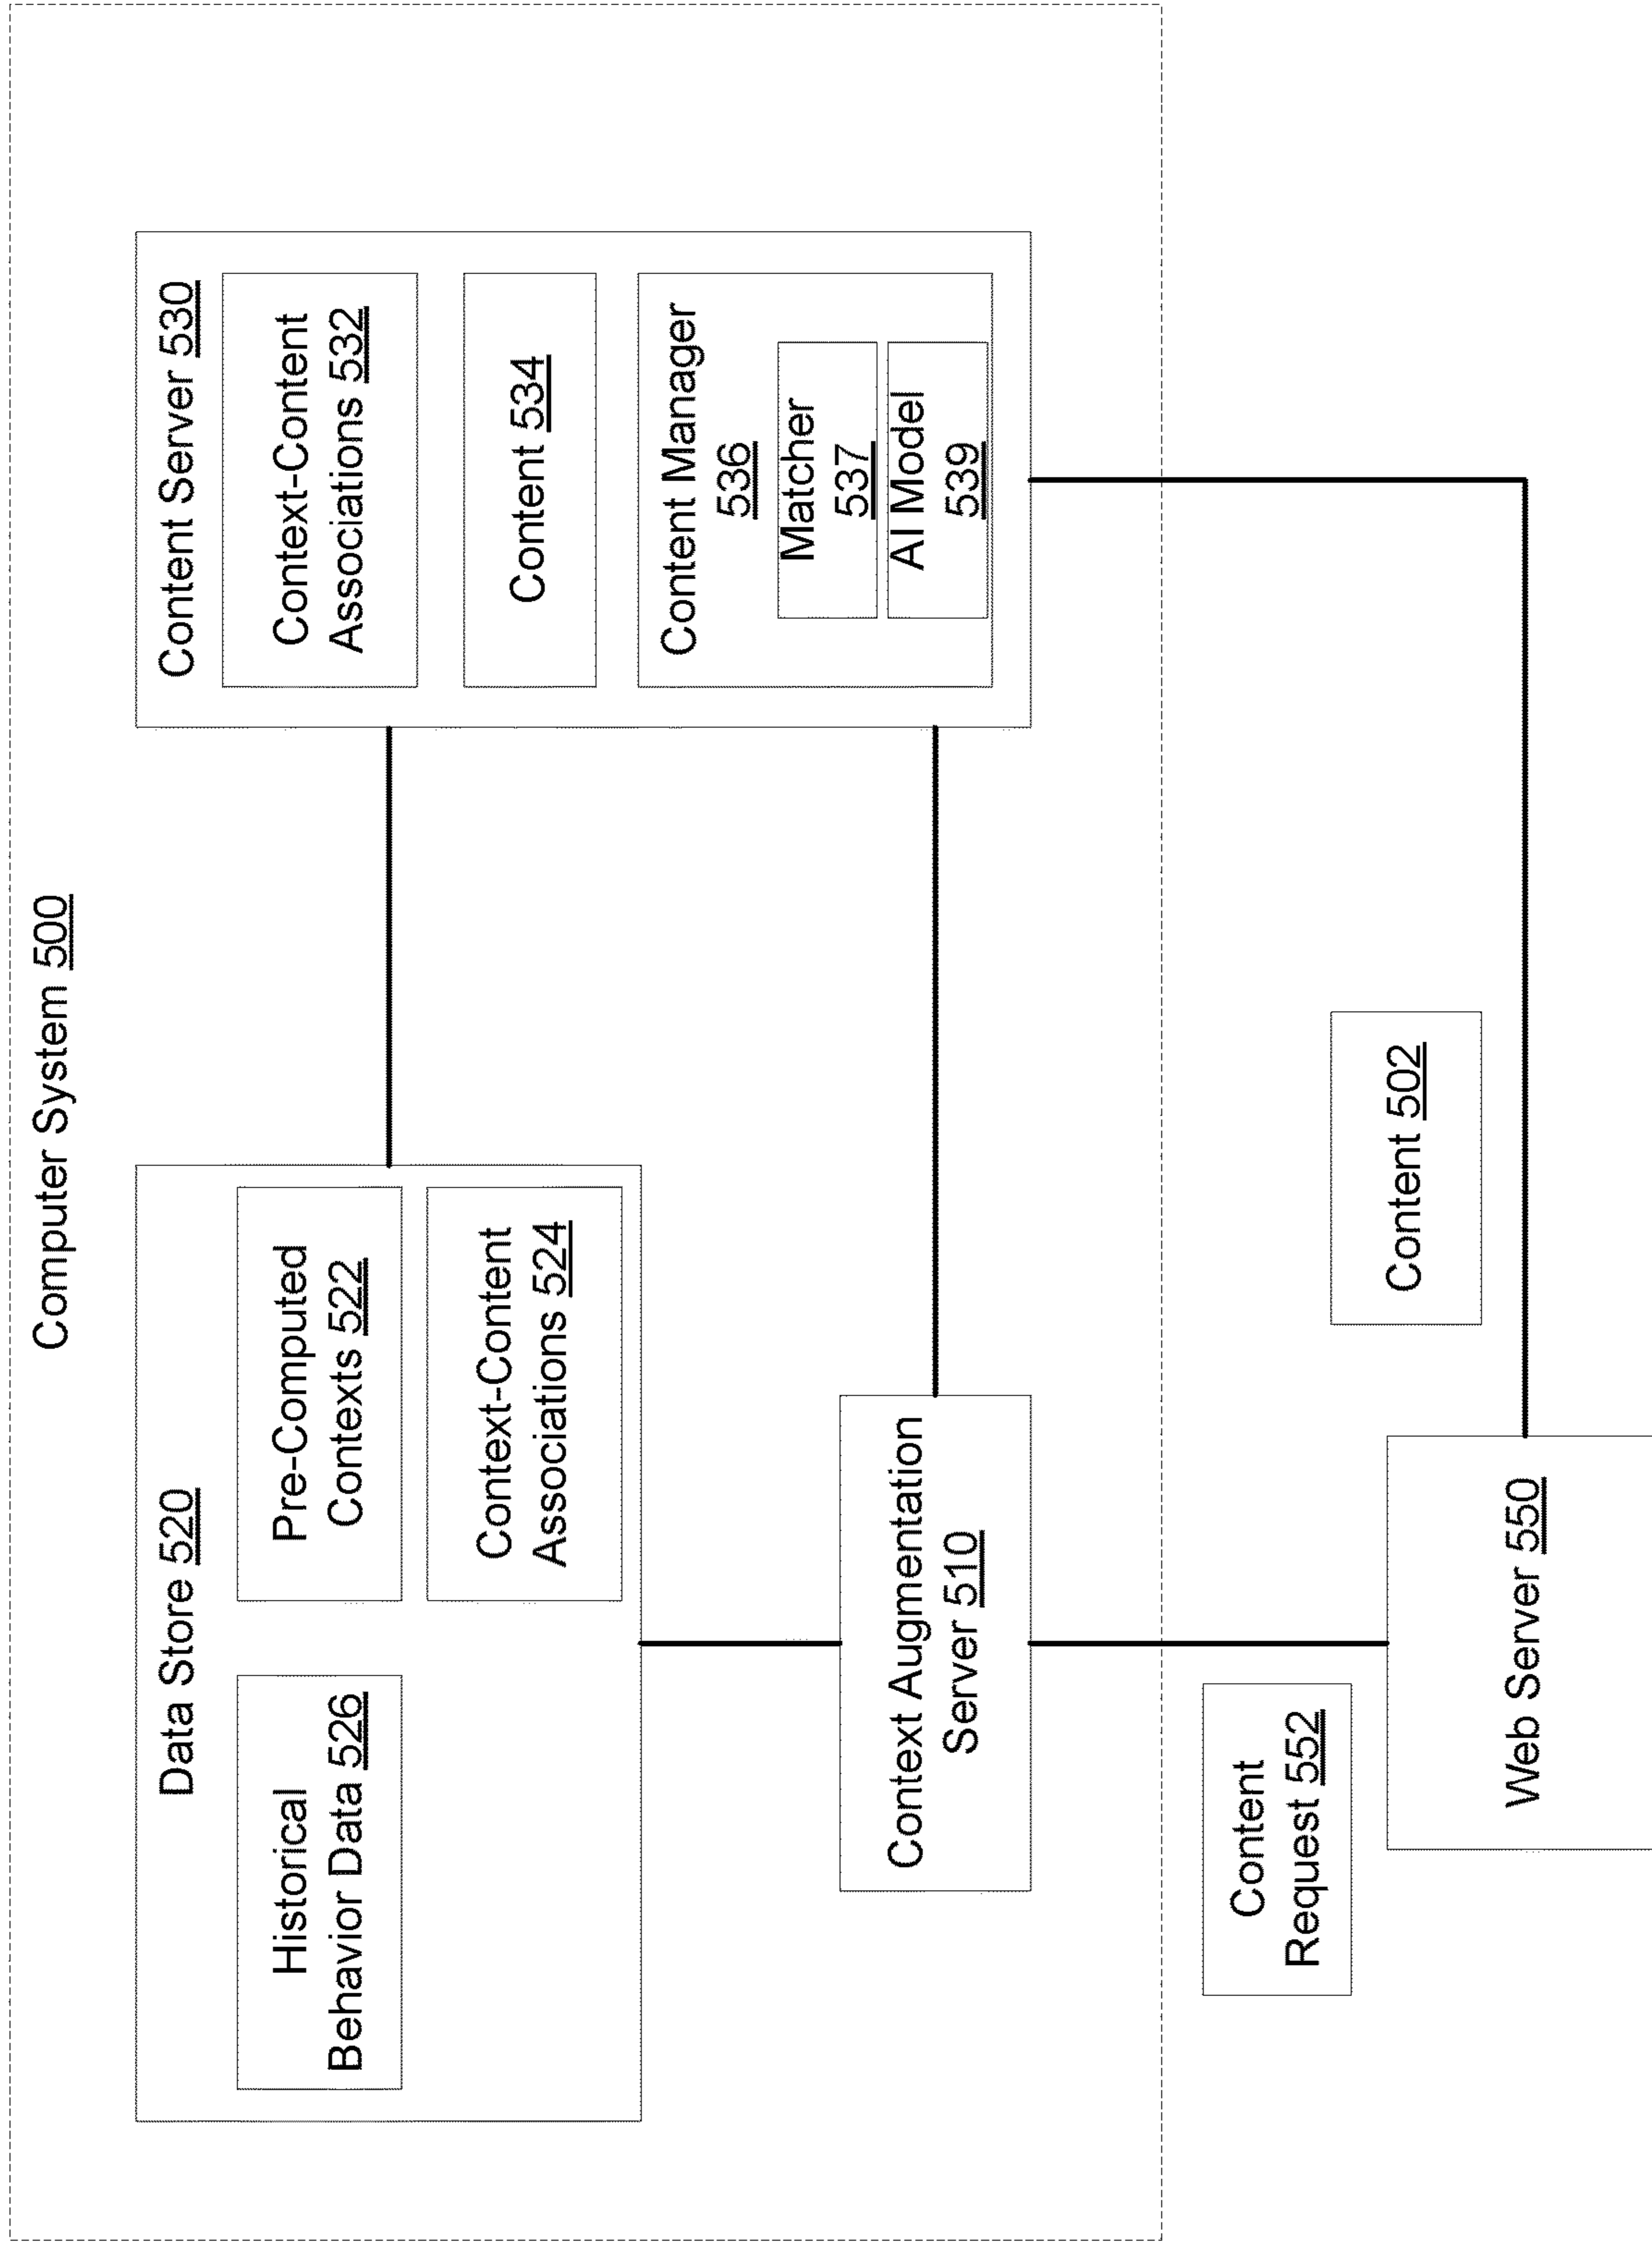 Computer System 500
Data Store 520
Historical
Behavior Data 526
Pre-Computed
Contexts 522
Context-Content
Associations 524
Content Server 530
Context-Content
Associations 532
Content 534
Content Manager
536
Matcher
537
AI Model
539
Context Augmentation
Server 510
Content
Request 552
Content 502
Web Server 550